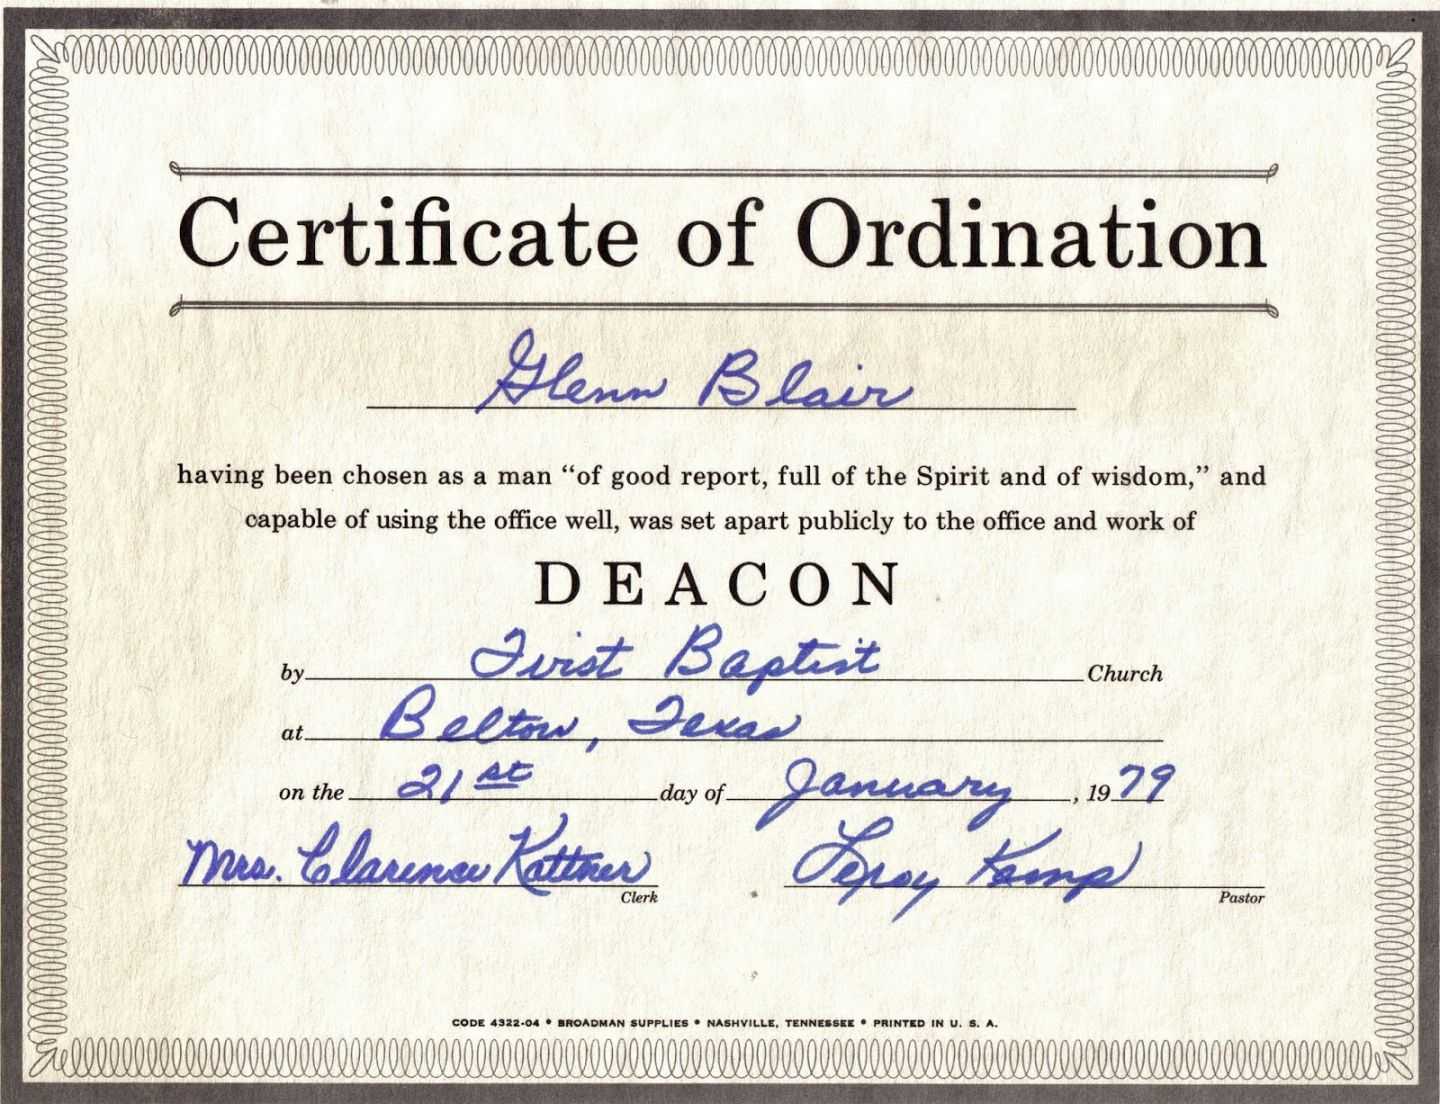 Certificate of Ordination
Glenn Blair
having been chosen as a man “of good report, full of the Spirit and of wisdom,” and
capable of using the office well, was set apart publicly to the office and work of
DEACON
by First Baptist Church
at Belton, Texas
on the 21st day of January, 1979
Mrs. Clarence Kattner Leroy Kemp
Clerk Pastor
CODE 4322-04 • BROADMAN SUPPLIES • NASHVILLE, TENNESSEE • PRINTED IN U. S. A.